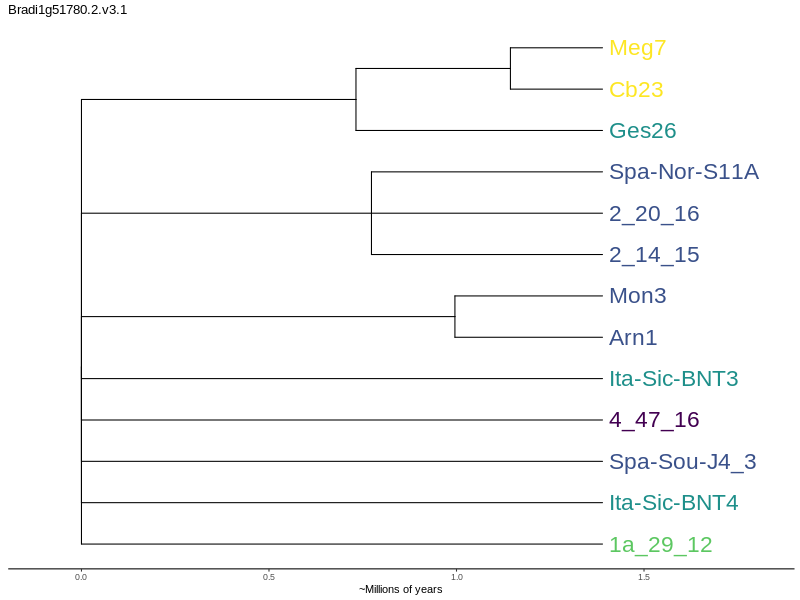 Bradi1g51780.2.v3.1
Meg7
Cb23
Ges26
Spa-Nor-S11A
2_20_16
2_14_15
Mon3
Arn1
Ita-Sic-BNT3
4_47_16
Spa-Sou-J4_3
Ita-Sic-BNT4
1a_29_12
0.0 0.5 1.0 1.5
~Millions of years